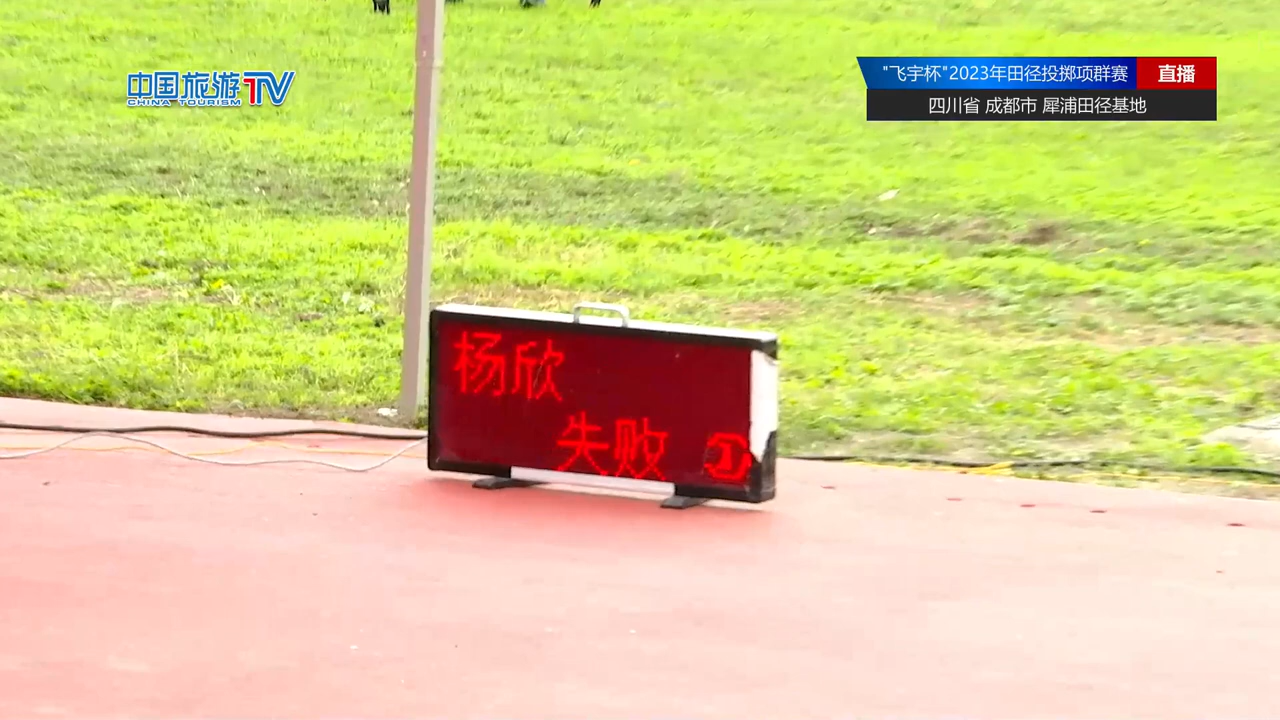 中国旅游TV
CHINA TOURISM
"飞宇杯"2023年田径投掷项群赛 直播
四川省 成都市 犀浦田径基地
杨欣
失败 ①